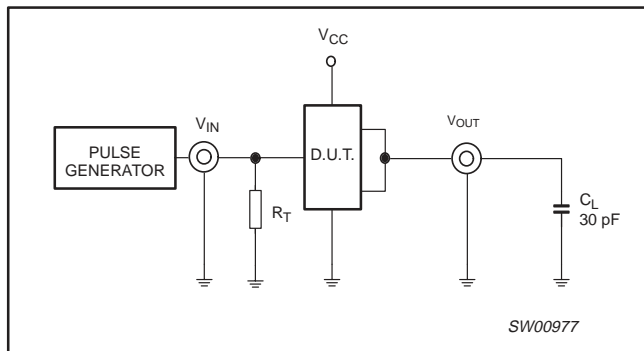 VCC
VIN
VOUT
PULSE
GENERATOR
D.U.T.
RT
CL
30 pF
SW00977